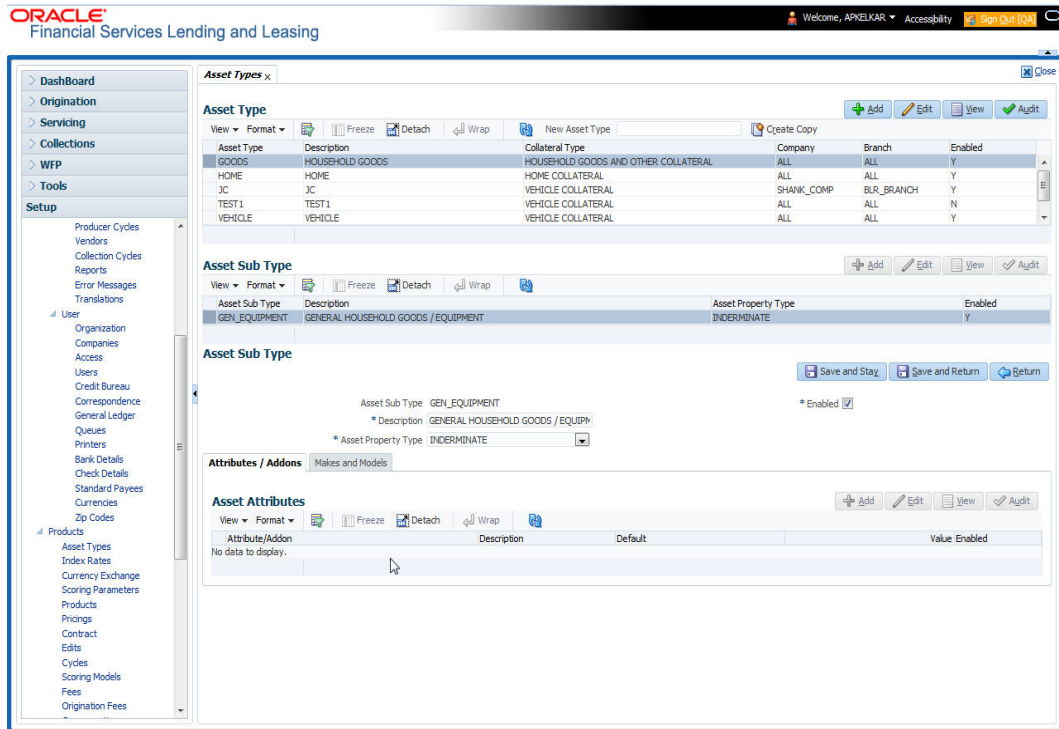 ORACLE
Financial Services Lending and Leasing
Welcome, APKELKAR Accessibility Sign Out [QA]
DashBoard
Origination
Servicing
Collections
WFP
Tools
Setup
Producer Cycles
Vendors
Collection Cycles
Reports
Error Messages
Translations
User
Organization
Companies
Access
Users
Credit Bureau
Correspondence
General Ledger
Queues
Printers
Bank Details
Check Details
Standard Payees
Currencies
Zip Codes
Products
Asset Types
Index Rates
Currency Exchange
Scoring Parameters
Products
Pricings
Contract
Edits
Cycles
Scoring Models
Fees
Origination Fees
Asset Types x Close
Asset Type Add Edit View Audit
View Format Freeze Detach Wrap New Asset Type Create Copy
Asset Type Description Collateral Type Company Branch Enabled
GOODS HOUSEHOLD GOODS HOUSEHOLD GOODS AND OTHER COLLATERAL ALL ALL Y
HOME HOME HOME COLLATERAL ALL ALL Y
JC JC VEHICLE COLLATERAL SHANK_COMP BLR_BRANCH Y
TEST1 TEST1 VEHICLE COLLATERAL ALL ALL N
VEHICLE VEHICLE VEHICLE COLLATERAL ALL ALL Y
Asset Sub Type Add Edit View Audit
View Format Freeze Detach Wrap
Asset Sub Type Description Asset Property Type Enabled
GEN_EQUIPMENT GENERAL HOUSEHOLD GOODS / EQUIPMENT INDERMINATE Y
Asset Sub Type
Save and Stay Save and Return Return
Asset Sub Type GEN_EQUIPMENT * Enabled
* Description GENERAL HOUSEHOLD GOODS / EQUIPM
* Asset Property Type INDERMINATE
Attributes / Addons Makes and Models
Asset Attributes Add Edit View Audit
View Format Freeze Detach Wrap
Attribute/Addon Description Default Value Enabled
No data to display.